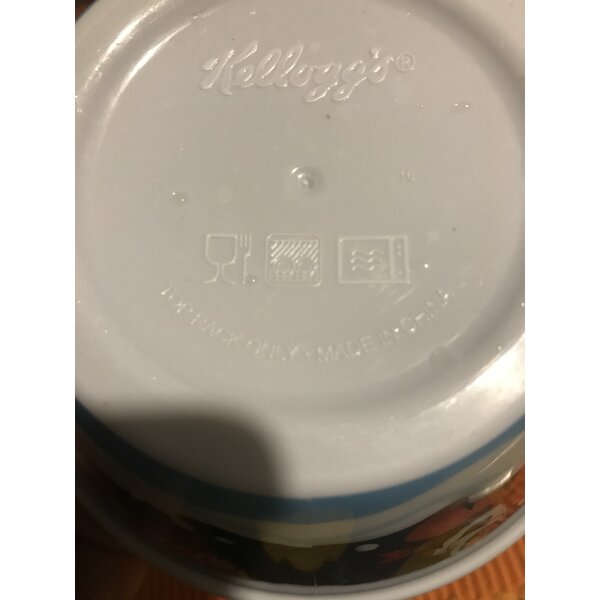 Kellogg's®
TOP RACK ONLY - MADE IN CHINA